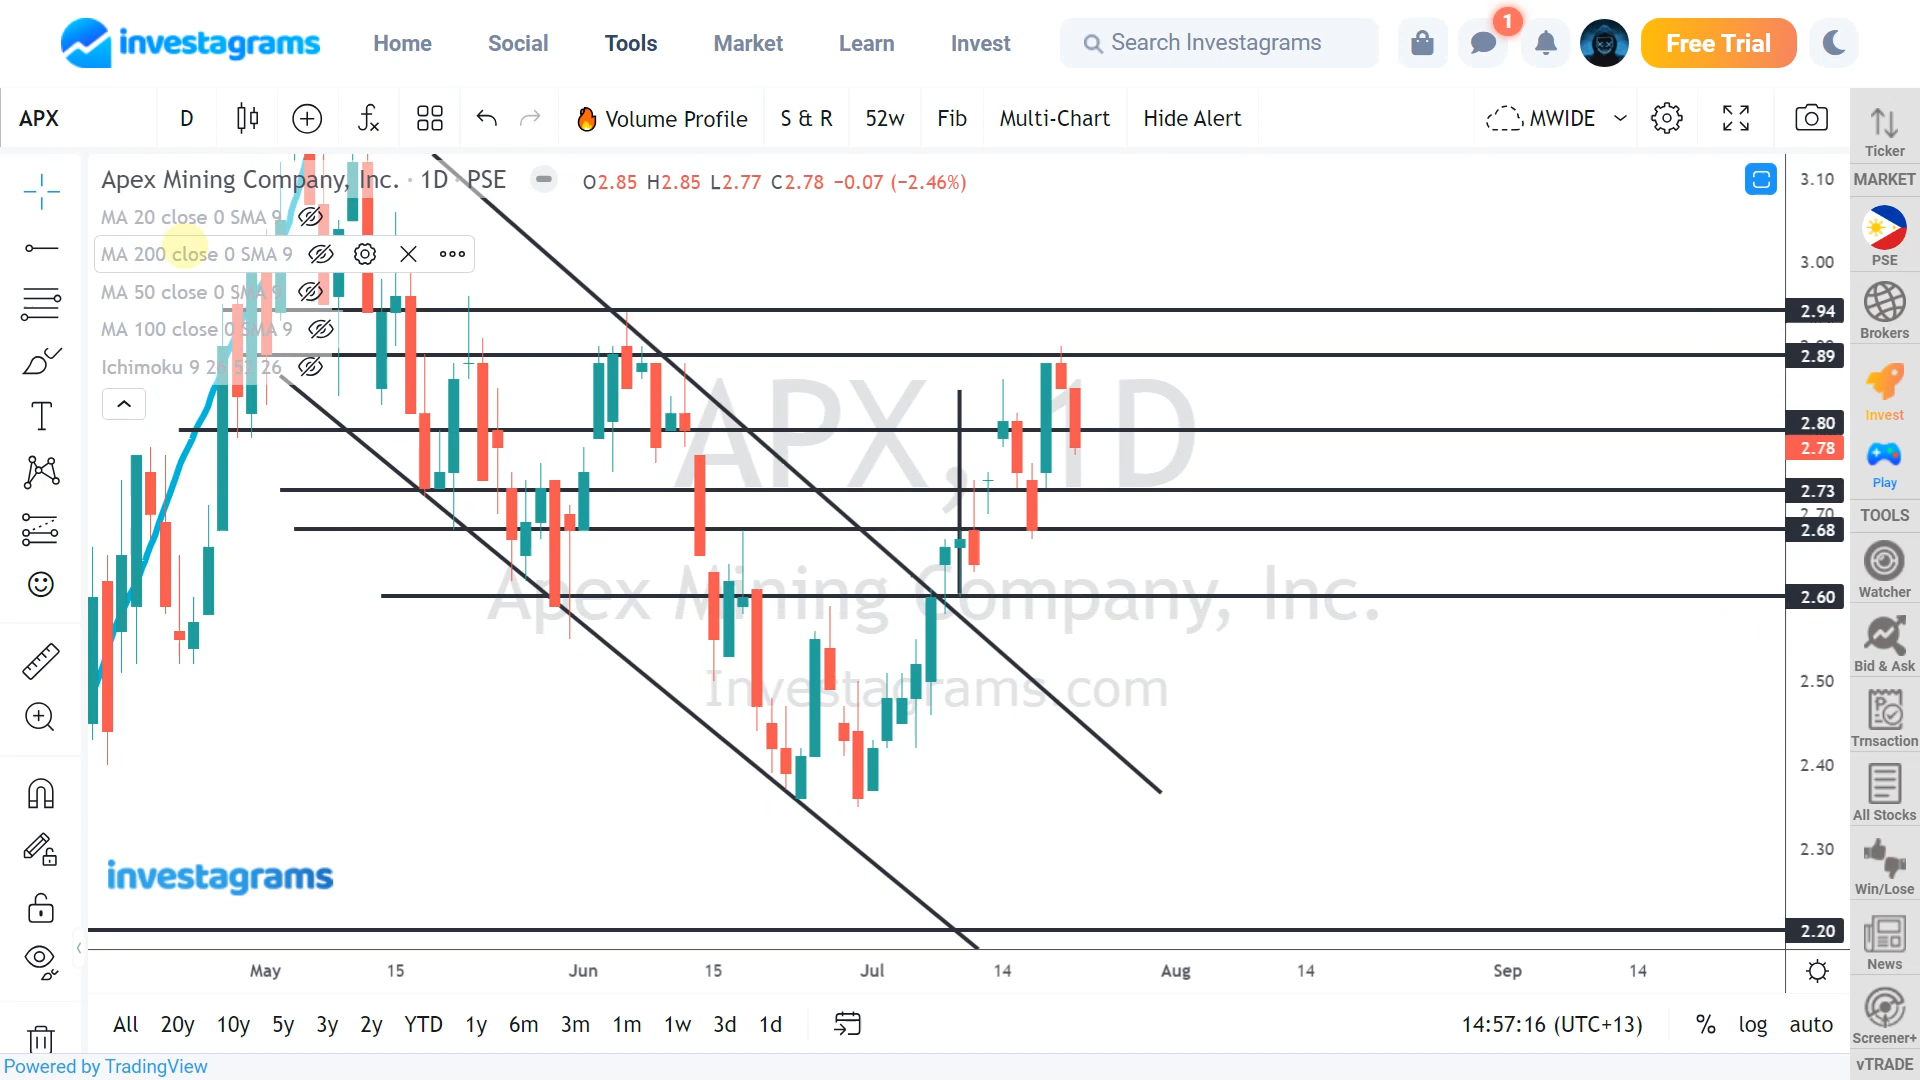 investagrams Home Social Tools Market Learn Invest Search Investagrams 1 Free Trial
APX D Volume Profile S & R 52w Fib Multi-Chart Hide Alert MWIDE
Apex Mining Company, Inc. · 1D · PSE O2.85 H2.85 L2.77 C2.78 −0.07 (−2.46%)
MA 20 close 0 SMA 9
MA 200 close 0 SMA 9
MA 50 close 0 SMA 9
MA 100 close 0 SMA 9
Ichimoku 9 26 52 26
APX, 1D
Apex Mining Company, Inc.
Investagrams.com
investagrams
3.10
3.00
2.94
2.89
2.80
2.78
2.73
2.70
2.68
2.60
2.50
2.40
2.30
2.20
May 15 Jun 15 Jul 14 Aug 14 Sep 14
All 20y 10y 5y 3y 2y YTD 1y 6m 3m 1m 1w 3d 1d 14:57:16 (UTC+13) % log auto
Powered by TradingView
Ticker
MARKET
PSE
Brokers
Invest
Play
TOOLS
Watcher
Bid & Ask
Trnsaction
All Stocks
Win/Lose
News
Screener+
vTRADE